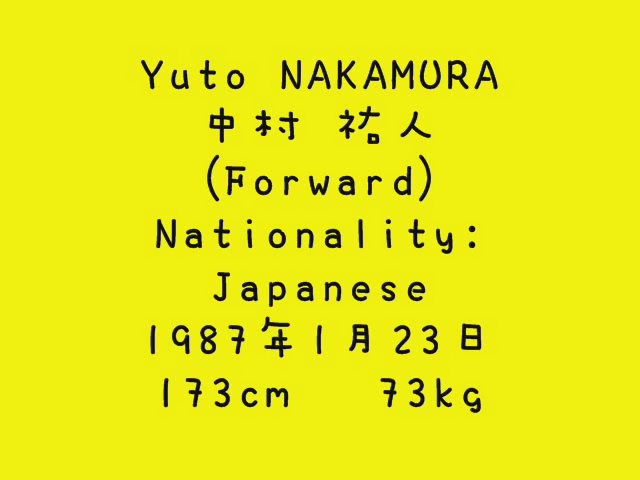 Yuto NAKAMURA
中村 祐人
(Forward)
Nationality:
Japanese
1987年1月23日
173cm 73kg